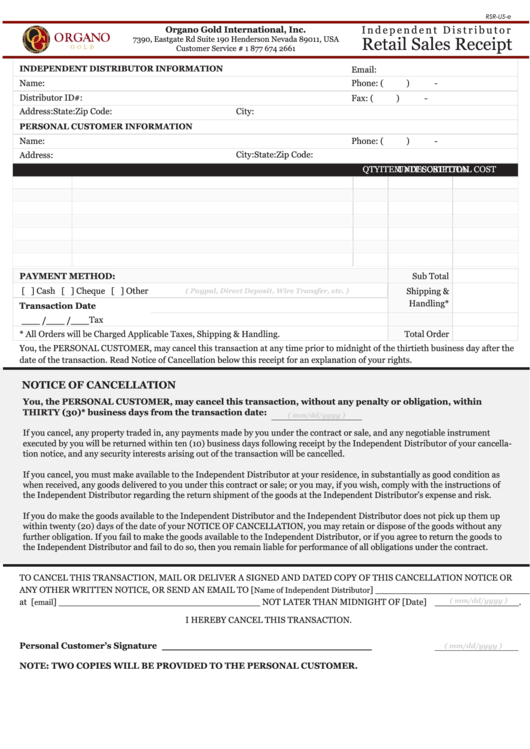 RSR-US-e
ORGANO
GOLD
Organo Gold International, Inc.
7390, Eastgate Rd Suite 190 Henderson Nevada 89011, USA
Customer Service # 1 877 674 2661
Independent Distributor
Retail Sales Receipt
INDEPENDENT DISTRIBUTOR INFORMATION
Email:
Name:
Phone: ( ) -
Distributor ID#:
Fax: ( ) -
Address:State:Zip Code: City:
PERSONAL CUSTOMER INFORMATION
Name:
Phone: ( ) -
Address: City:State:Zip Code:
QTYITEM COST
PAYMENT METHOD:
Sub Total
[ ] Cash [ ] Cheque [ ] Other ( Paypal, Direct Deposit, Wire Transfer, etc. )
Shipping &
Handling*
Transaction Date
___ /___ /___Tax
* All Orders will be Charged Applicable Taxes, Shipping & Handling.
Total Order
You, the PERSONAL CUSTOMER, may cancel this transaction at any time prior to midnight of the thirtieth business day after the
date of the transaction. Read Notice of Cancellation below this receipt for an explanation of your rights.
NOTICE OF CANCELLATION
You, the PERSONAL CUSTOMER, may cancel this transaction, without any penalty or obligation, within
THIRTY (30)* business days from the transaction date: ( mm/dd/yyyy )
If you cancel, any property traded in, any payments made by you under the contract or sale, and any negotiable instrument
executed by you will be returned within ten (10) business days following receipt by the Independent Distributor of your cancella-
tion notice, and any security interests arising out of the transaction will be cancelled.
If you cancel, you must make available to the Independent Distributor at your residence, in substantially as good condition as
when received, any goods delivered to you under this contract or sale; or you may, if you wish, comply with the instructions of
the Independent Distributor regarding the return shipment of the goods at the Independent Distributor's expense and risk.
If you do make the goods available to the Independent Distributor and the Independent Distributor does not pick them up
within twenty (20) days of the date of your NOTICE OF CANCELLATION, you may retain or dispose of the goods without any
further obligation. If you fail to make the goods available to the Independent Distributor, or if you agree to return the goods to
the Independent Distributor and fail to do so, then you remain liable for performance of all obligations under the contract.
TO CANCEL THIS TRANSACTION, MAIL OR DELIVER A SIGNED AND DATED COPY OF THIS CANCELLATION NOTICE OR
ANY OTHER WRITTEN NOTICE, OR SEND AN EMAIL TO [Name of Independent Distributor]
at [email] NOT LATER THAN MIDNIGHT OF [Date] ( mm/dd/yyyy ) .
I HEREBY CANCEL THIS TRANSACTION.
Personal Customer's Signature ( mm/dd/yyyy )
NOTE: TWO COPIES WILL BE PROVIDED TO THE PERSONAL CUSTOMER.